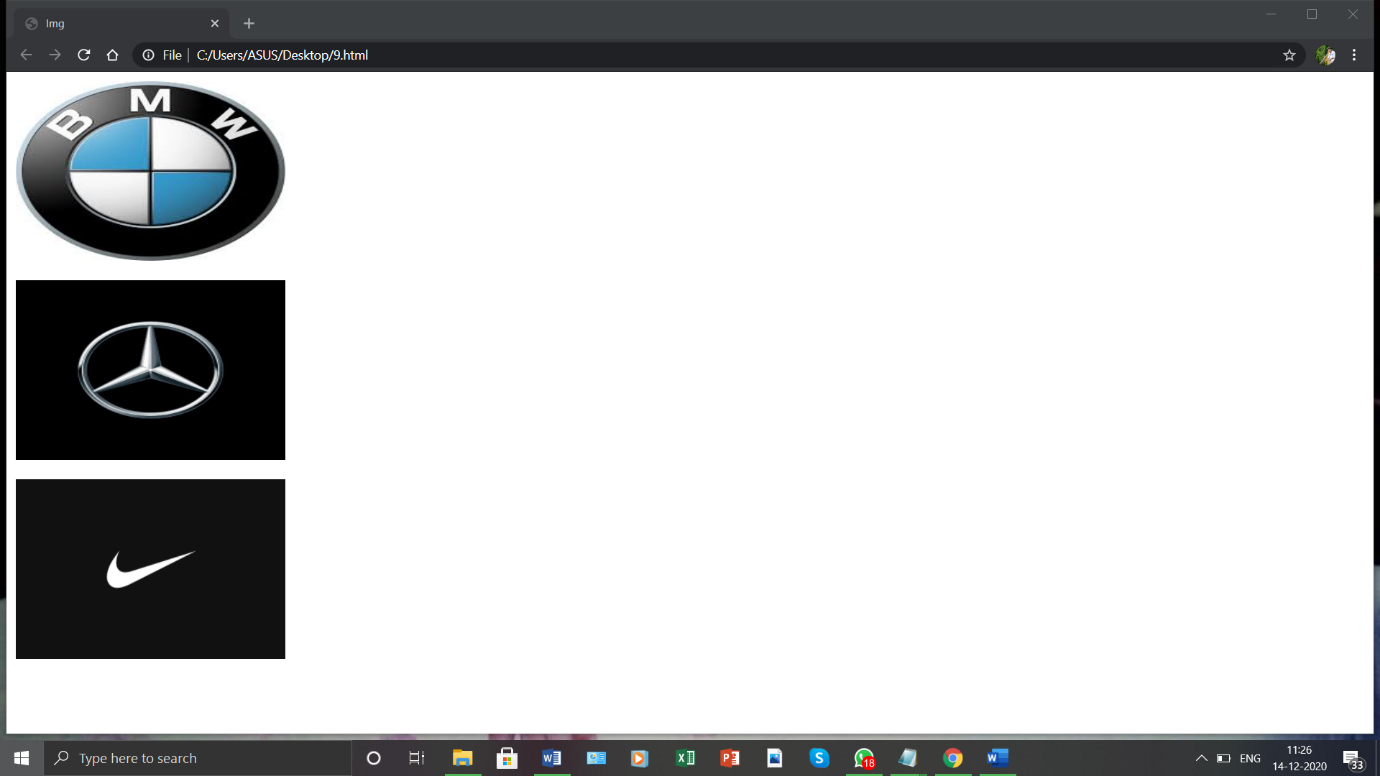 Img
File
C:/Users/ASUS/Desktop/9.html
B M W
Type here to search
18
ENG
11:26
14-12-2020
33